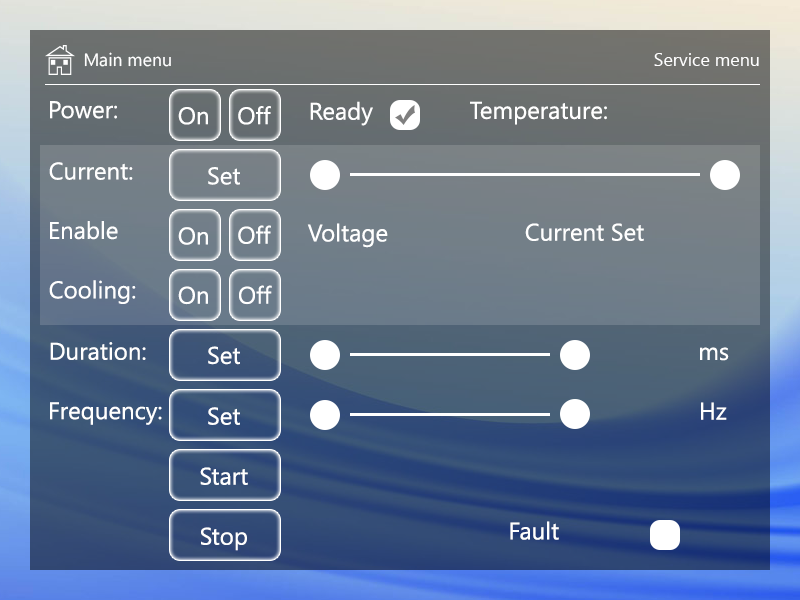 Main menu Service menu
Power: On Off Ready Temperature:
Current: Set
Enable On Off Voltage Current Set
Cooling: On Off
Duration: Set ms
Frequency: Set Hz
Start
Stop Fault